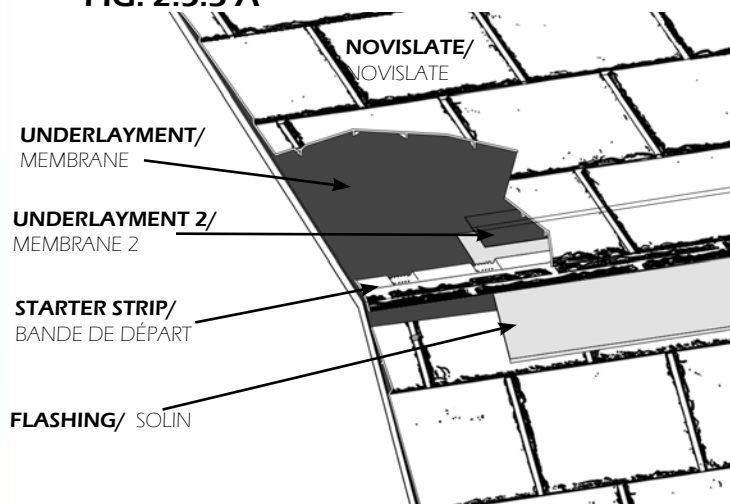 FIG. 2.5.5 A
NOVISLATE/
NOVISLATE
UNDERLAYMENT/
MEMBRANE
UNDERLAYMENT 2/
MEMBRANE 2
STARTER STRIP/
BANDE DE DÉPART
FLASHING/ SOLIN